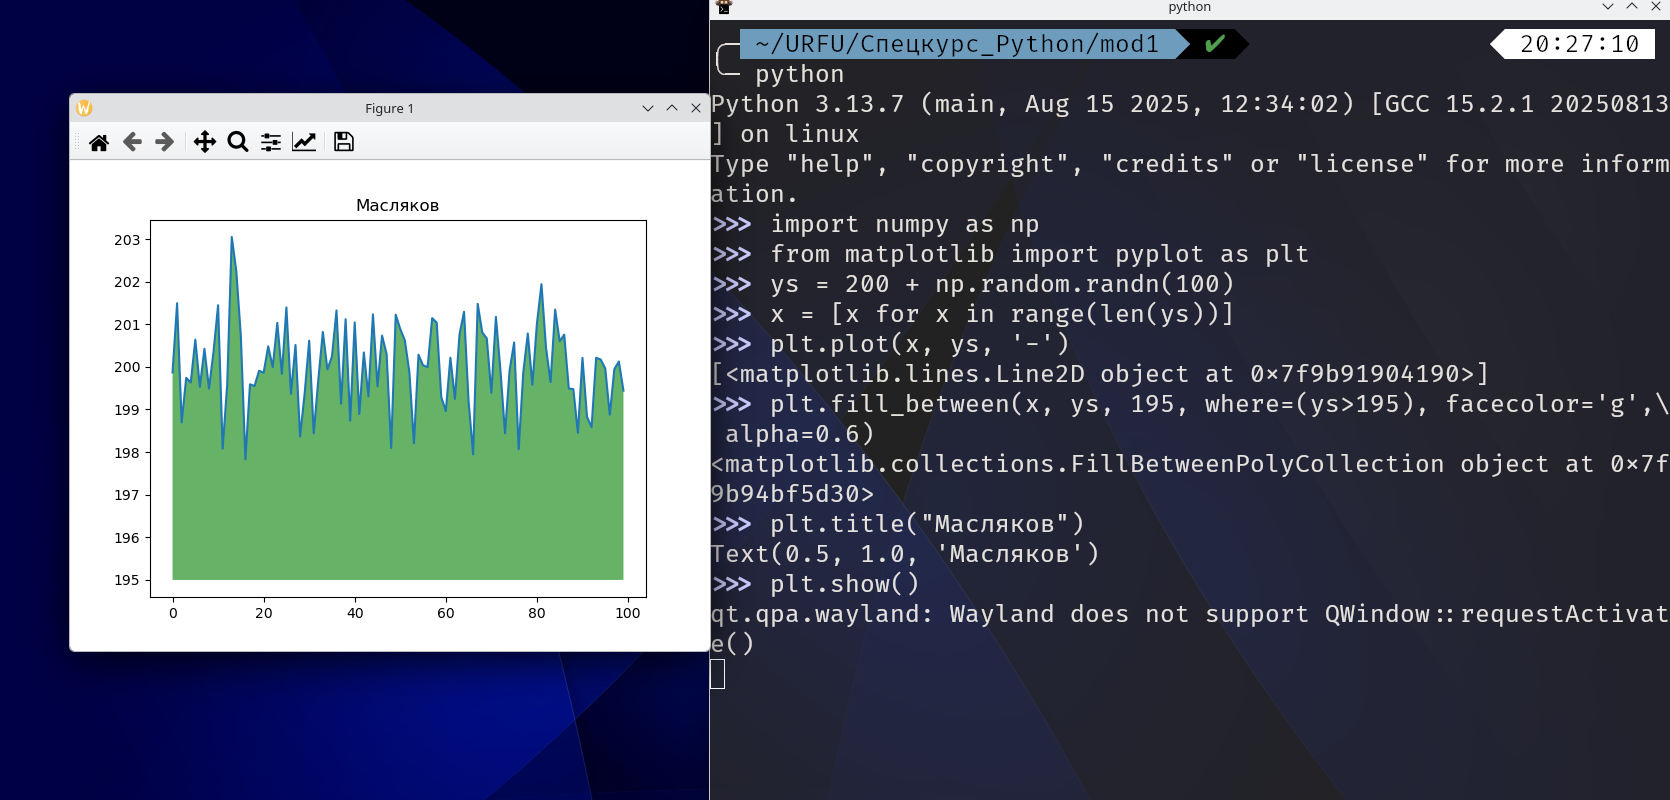 Figure 1
Масляков
203
202
201
200
199
198
197
196
195
0 20 40 60 80 100
python
~/URFU/Спецкурс_Python/mod1 ✔ 20:27:10
python
Python 3.13.7 (main, Aug 15 2025, 12:34:02) [GCC 15.2.1 20250813
] on linux
Type "help", "copyright", "credits" or "license" for more inform
ation.
>>> import numpy as np
>>> from matplotlib import pyplot as plt
>>> ys = 200 + np.random.randn(100)
>>> x = [x for x in range(len(ys))]
>>> plt.plot(x, ys, '-')
[<matplotlib.lines.Line2D object at 0x7f9b91904190>]
>>> plt.fill_between(x, ys, 195, where=(ys>195), facecolor='g',\
alpha=0.6)
<matplotlib.collections.FillBetweenPolyCollection object at 0x7f
9b94bf5d30>
>>> plt.title("Масляков")
Text(0.5, 1.0, 'Масляков')
>>> plt.show()
qt.qpa.wayland: Wayland does not support QWindow::requestActivat
e()